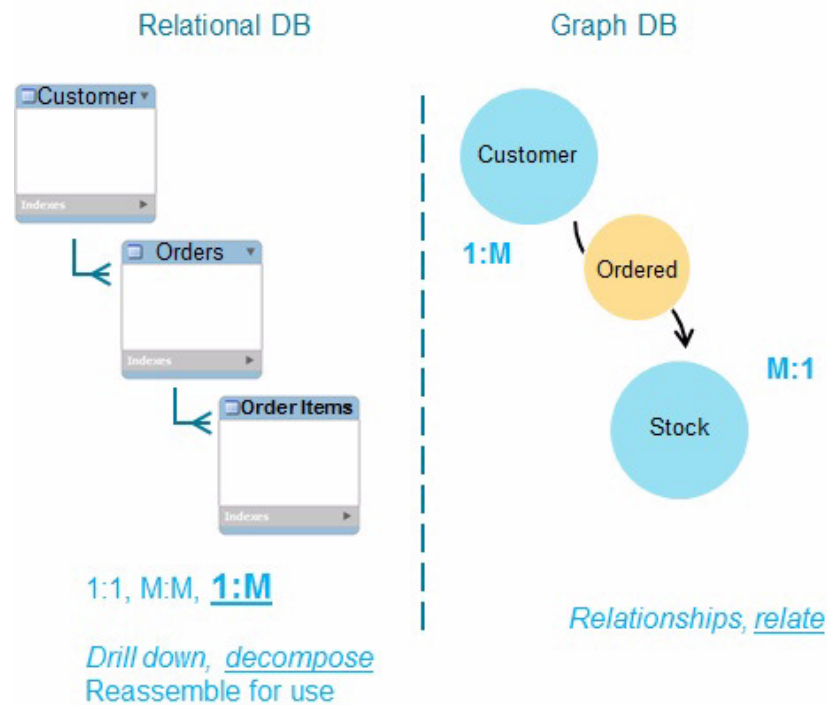 Relational DB
Customer
Indexes
Orders
Indexes
Order Items
Indexes
1:1, M:M, 1:M
Drill down, decompose
Reassemble for use
Graph DB
Customer
1:M
Ordered
M:1
Stock
Relationships, relate